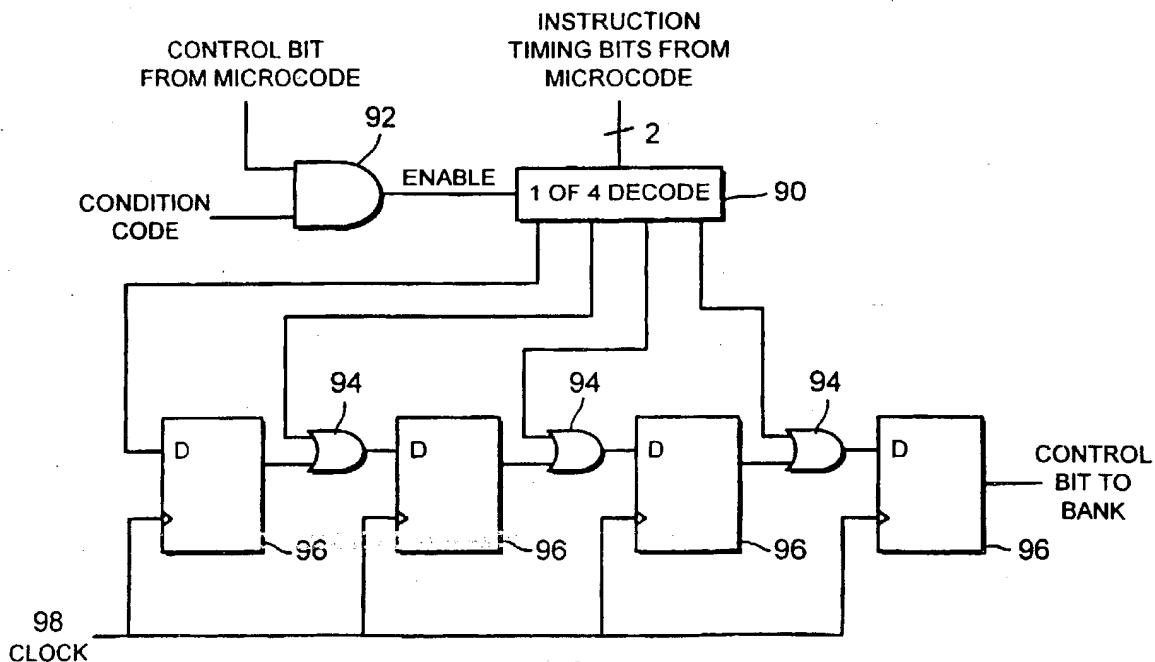 INSTRUCTION
TIMING BITS FROM
MICROCODE
CONTROL BIT
FROM MICROCODE
92
2
ENABLE
1 OF 4 DECODE
90
CONDITION
CODE
94
94
94
D
D
D
D
CONTROL
BIT TO
BANK
96
96
96
96
98
CLOCK